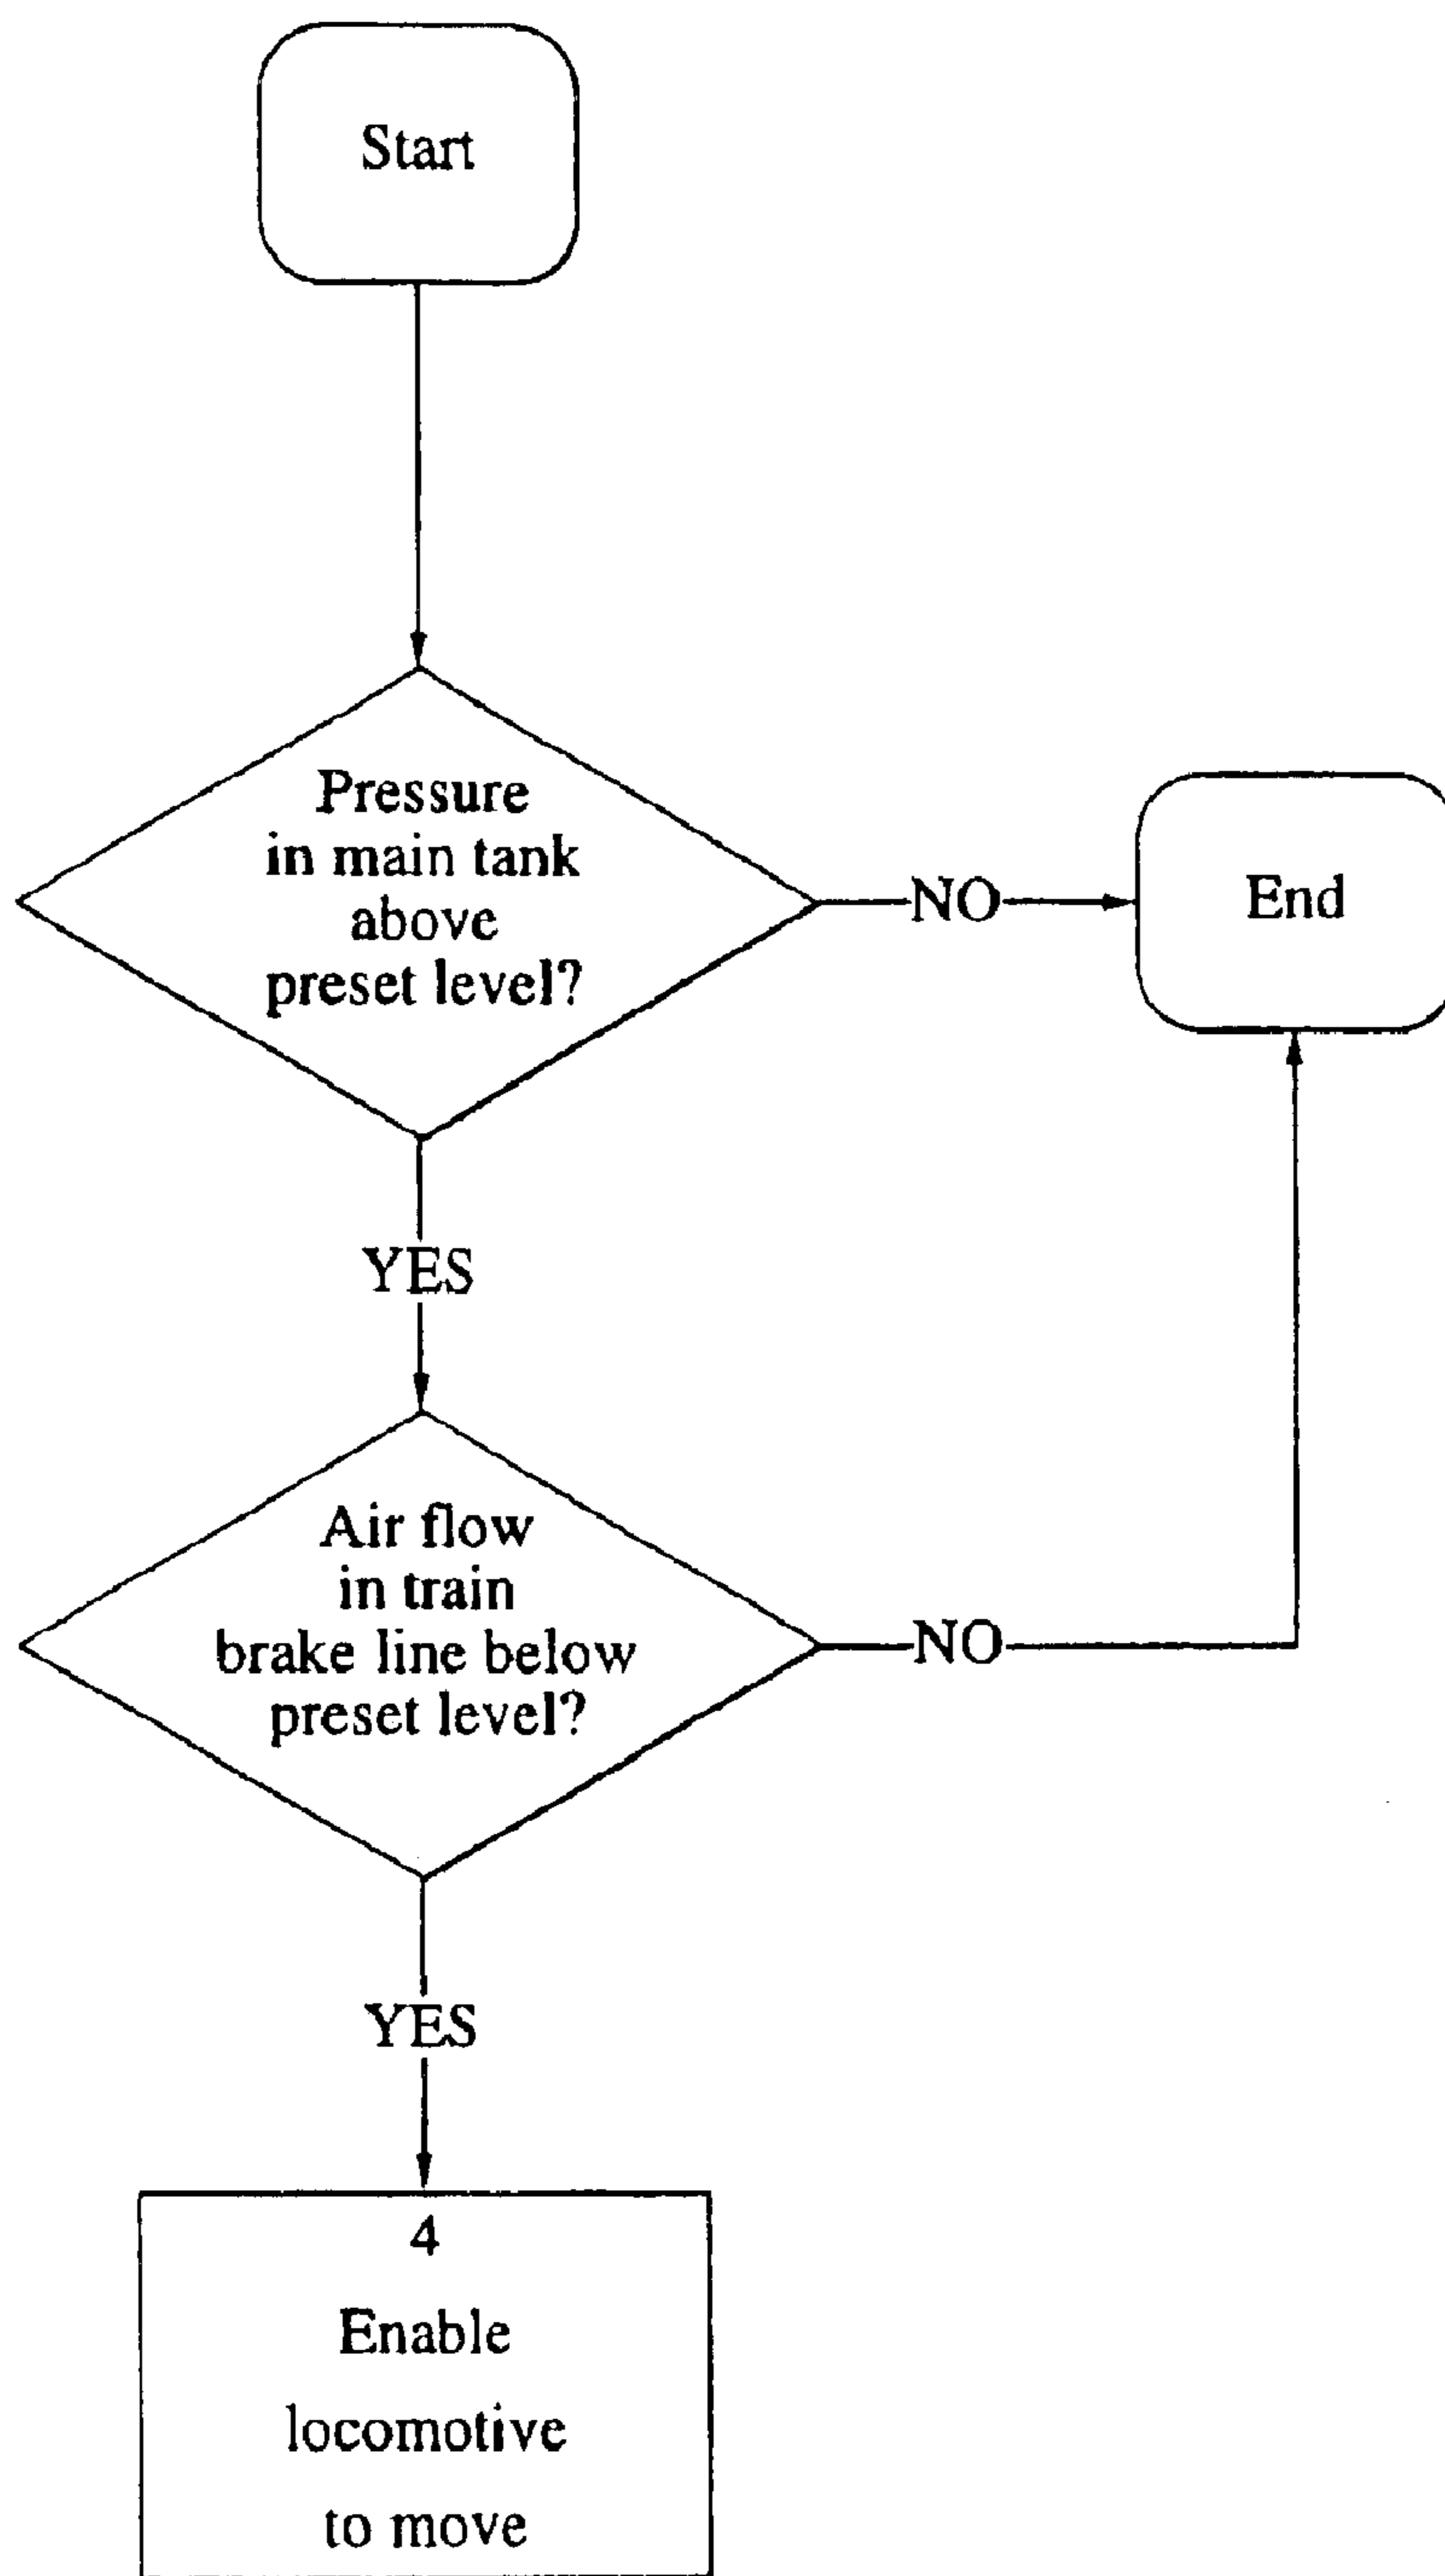 Start
Pressure
in main tank
above
preset level?
NO
End
YES
Air flow
in train
brake line below
preset level?
NO
YES
4
Enable
locomotive
to move